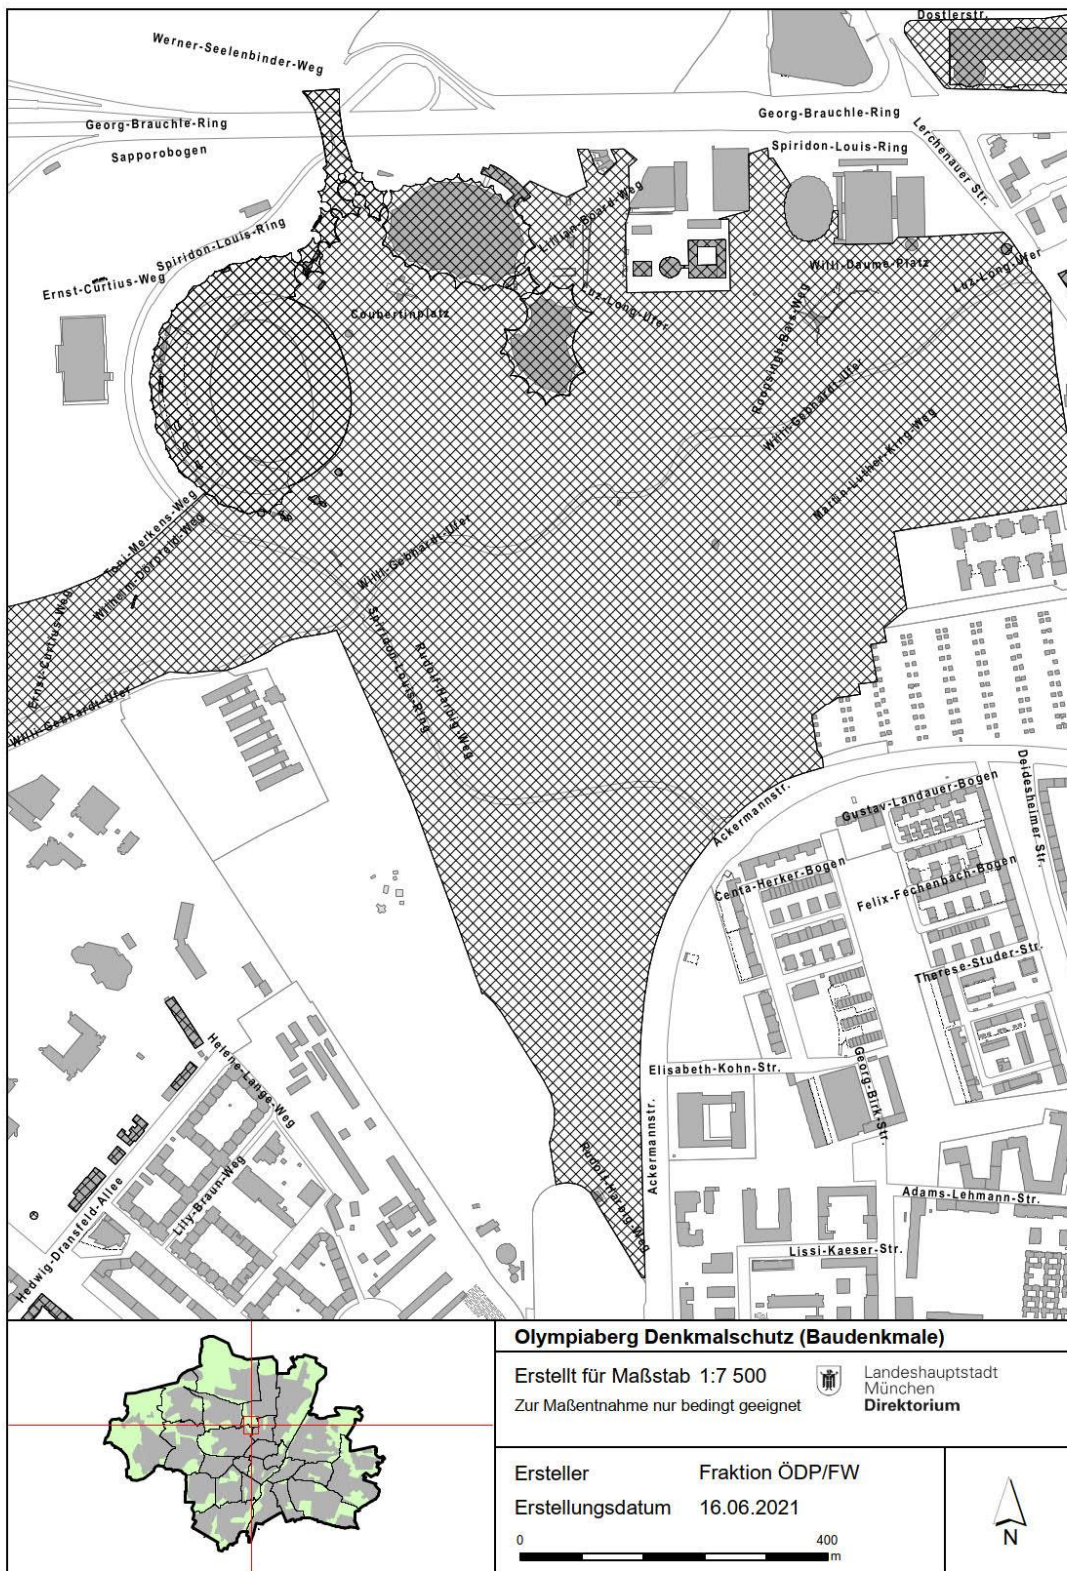 Dostlerstr.
Werner-Seelenbinder-Weg
Georg-Brauchle-Ring
Georg-Brauchle-Ring
Sapporobogen
Spiridon-Louis-Ring
Lerchenauer Str.
Lillian-Board-Weg
Spiridon-Louis-Ring
Ernst-Curtius-Weg
Willi-Daume-Platz
Luz-Long-Ufer
Luz-Long-Ufer
Coubertinplatz
Roopsingh-Bais-Weg
Willi-Gebhardt-Ufer
Martin-Luther-King-Weg
Toni-Merkens-Weg
Wilhelm-Dörpfeld-Weg
Willi-Gebhardt-Ufer
Ernst-Curtius-Weg
Spiridon-Louis-Ring
Rudolf-Harbig-Weg
Willi-Gebhardt-Ufer
Ackermannstr.
Gustav-Landauer-Bogen
Deidesheimer Str.
Centa-Herker-Bogen
Felix-Fechenbach-Bogen
Therese-Studer-Str.
Helene-Lange-Weg
Elisabeth-Kohn-Str.
Georg-Birk-Str.
Ackermannstr.
Rudolf-Harbig-Weg
Lily-Braun-Weg
Hedwig-Dransfeld-Allee
Adams-Lehmann-Str.
Lissi-Kaeser-Str.
Olympiaberg Denkmalschutz (Baudenkmale)
Erstellt für Maßstab 1:7 500
Zur Maßentnahme nur bedingt geeignet
Landeshauptstadt
München
Direktorium
Ersteller Fraktion ÖDP/FW
Erstellungsdatum 16.06.2021
0 400
m
N